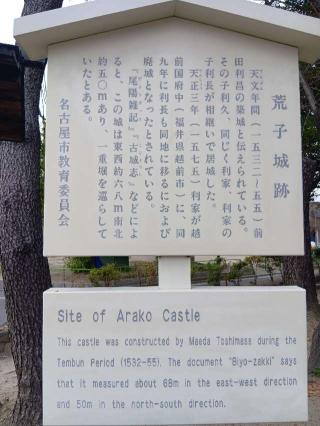 荒子城跡
天文年間（一五三二～五五）前
田利昌の築城と伝えられている。
その子利久、同じく利家、利家の
子利長が相継いで居城した。
天正三年（一五七五）利家が越
前国府中（福井県越前市）に、同
九年に利長も同地に移るにおよび
廃城となったとされている。
『尾陽雑記』『古城志』などによ
ると、この城は東西約六八ｍ南北
約五〇ｍあり、一重堀を巡らして
いたとある。
名古屋市教育委員会
Site of Arako Castle
This castle was constructed by Maeda Toshimasa during the
Tembun Period (1532-55). The document "Biyo-zakki" says
that it measured about 68m in the east-west direction
and 50m in the north-south direction.